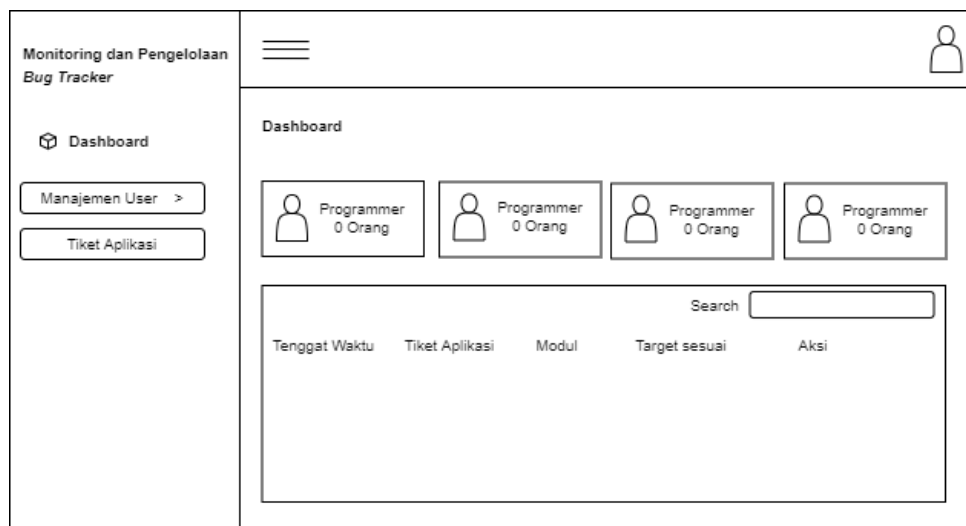 Monitoring dan Pengelolaan
Bug Tracker
Dashboard
Manajemen User >
Tiket Aplikasi
Dashboard
Programmer
0 Orang
Programmer
0 Orang
Programmer
0 Orang
Programmer
0 Orang
Search
Tenggat Waktu Tiket Aplikasi Modul Target sesuai Aksi